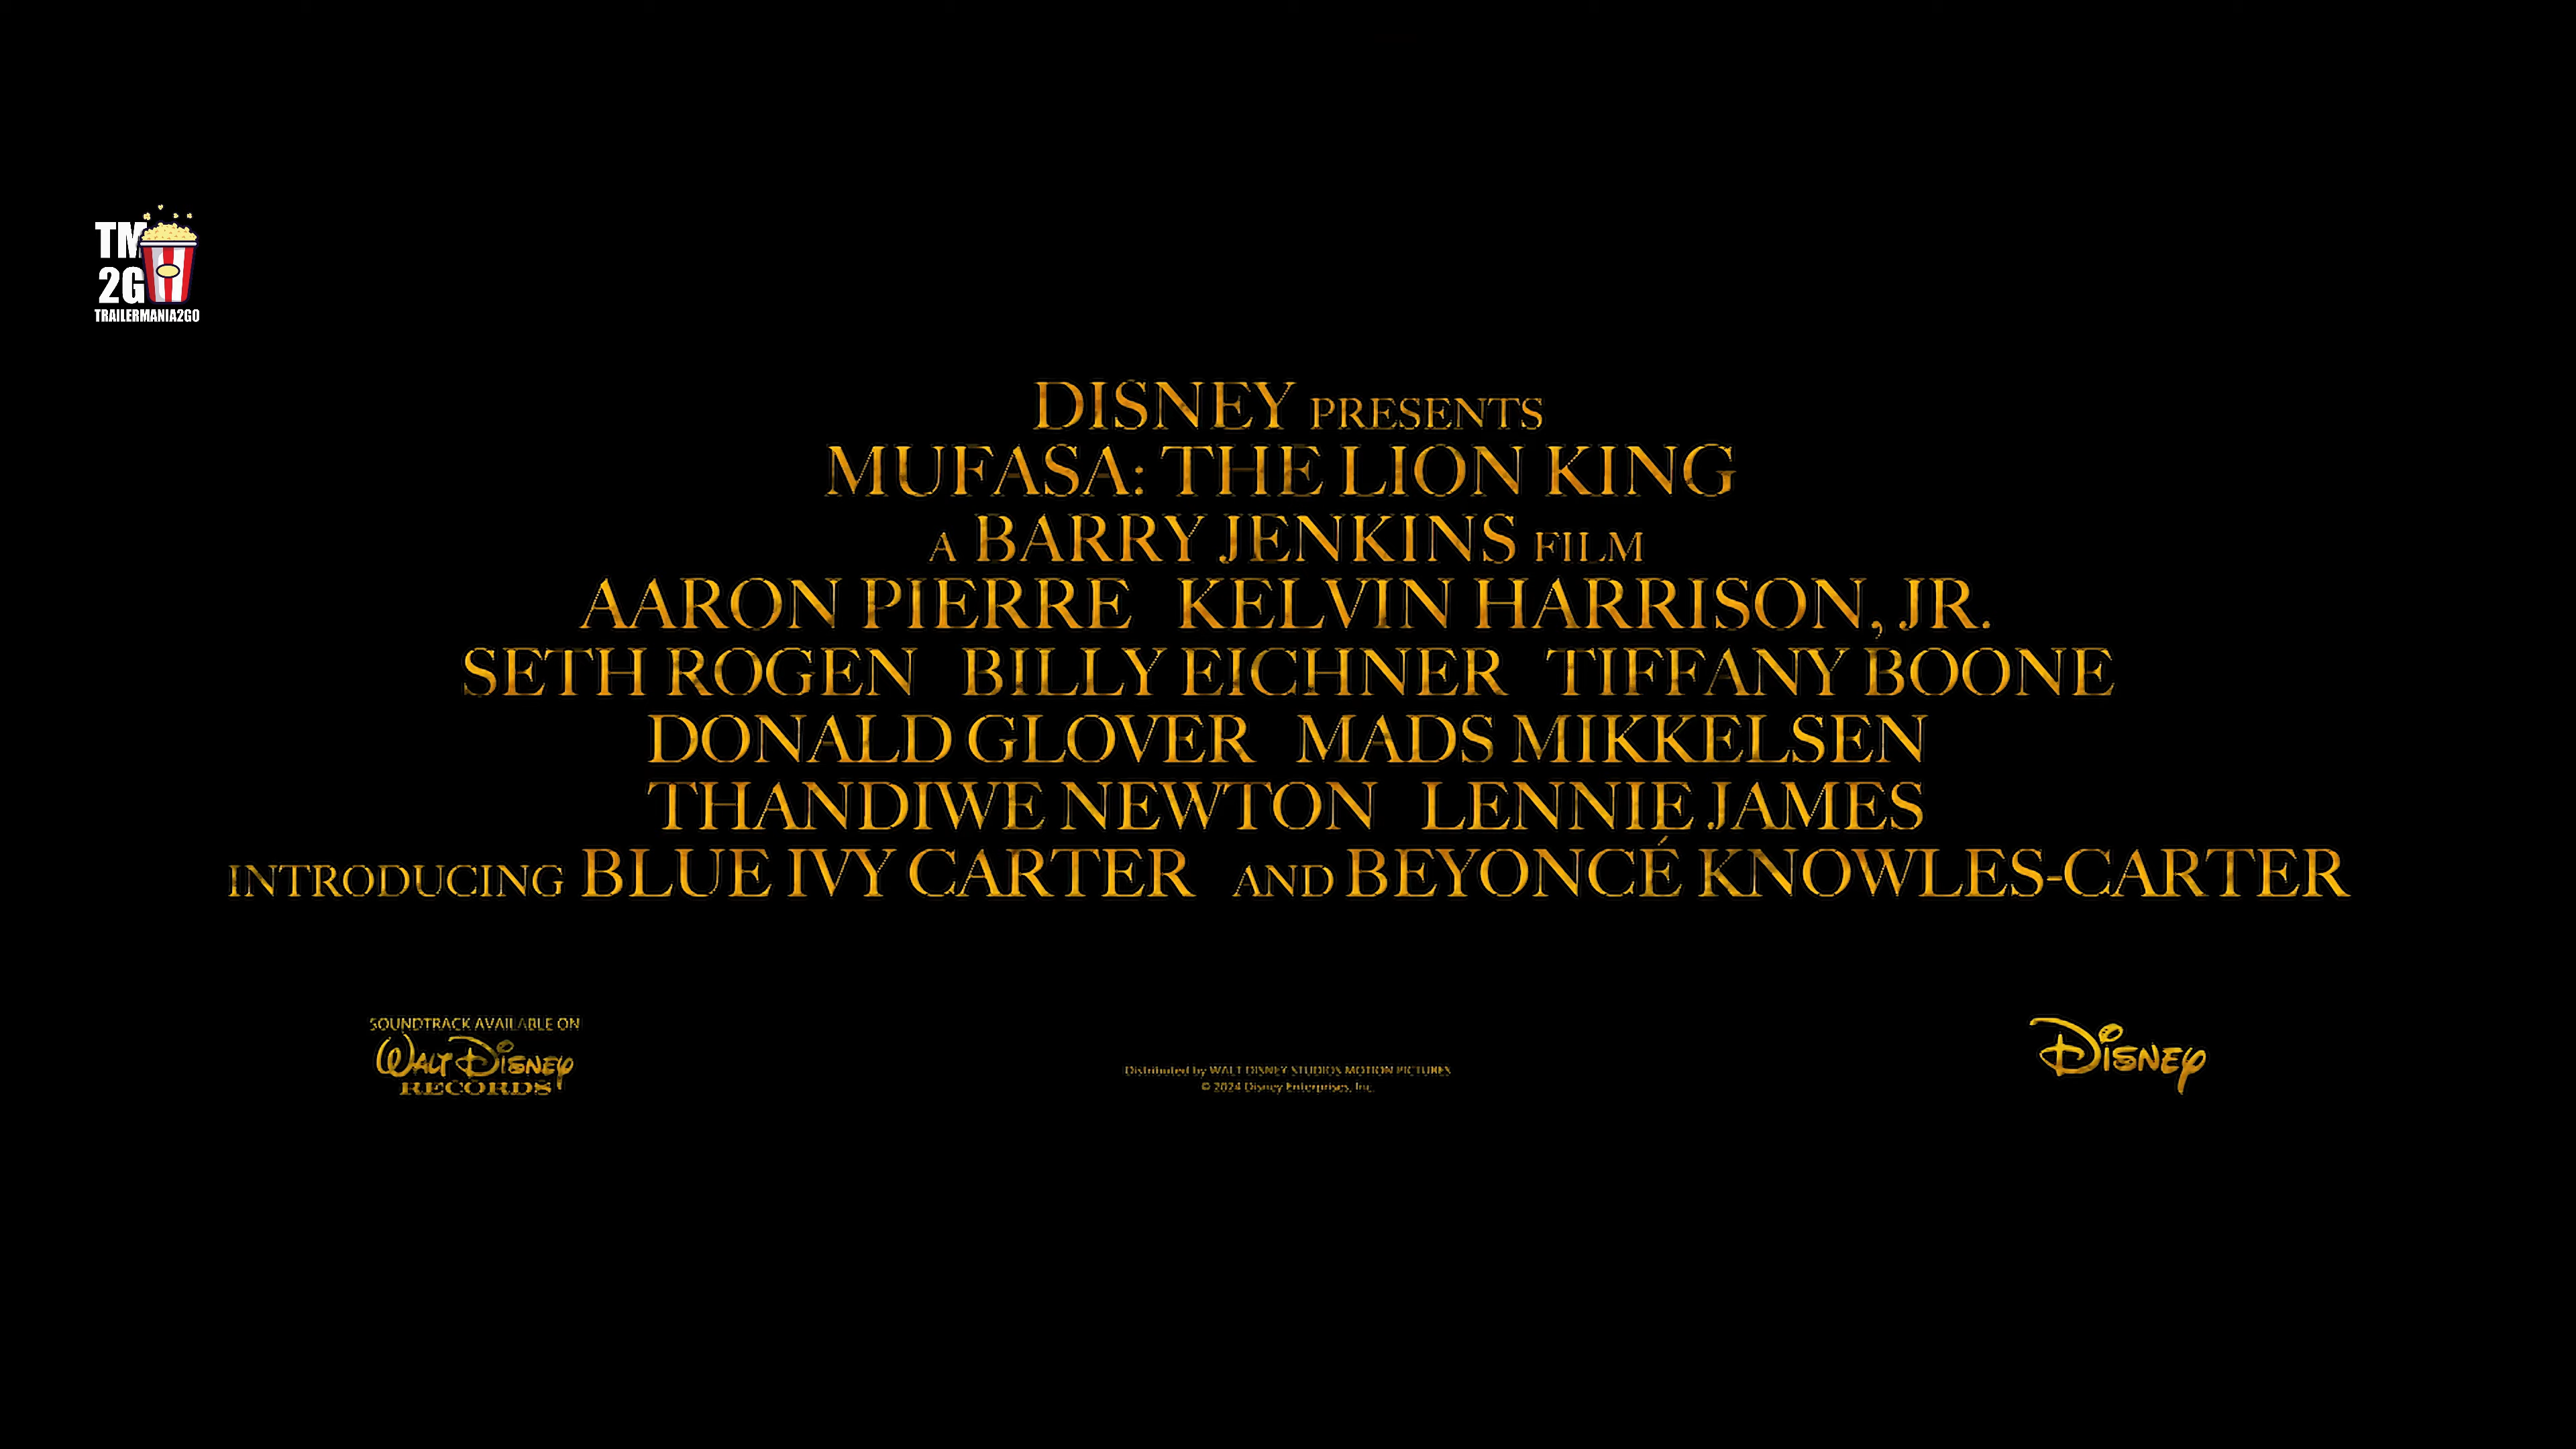 TM
2G
TRAILERMANIA2GO
DISNEY PRESENTS
MUFASA: THE LION KING
A BARRY JENKINS FILM
AARON PIERRE KELVIN HARRISON, JR.
SETH ROGEN BILLY EICHNER TIFFANY BOONE
DONALD GLOVER MADS MIKKELSEN
THANDIWE NEWTON LENNIE JAMES
INTRODUCING BLUE IVY CARTER AND BEYONCÉ KNOWLES-CARTER
SOUNDTRACK AVAILABLE ON
WALT DISNEY
RECORDS
Distributed by WALT DISNEY STUDIOS MOTION PICTURES
© 2024 Disney Enterprises, Inc.
Disney